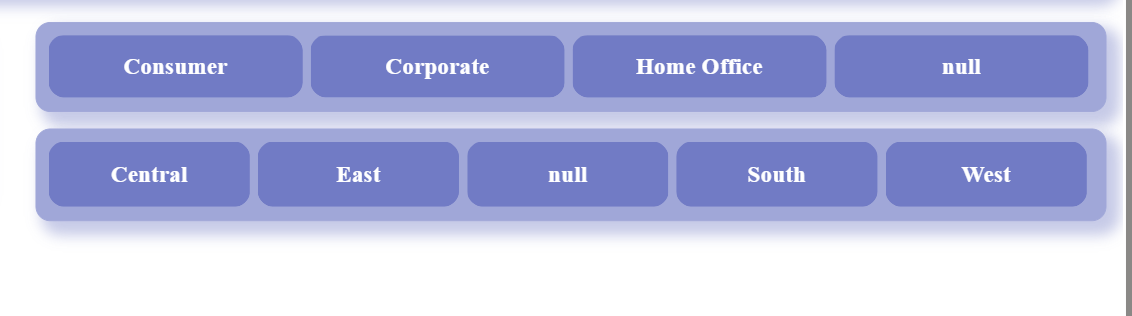 Consumer Corporate Home Office null
Central East null South West